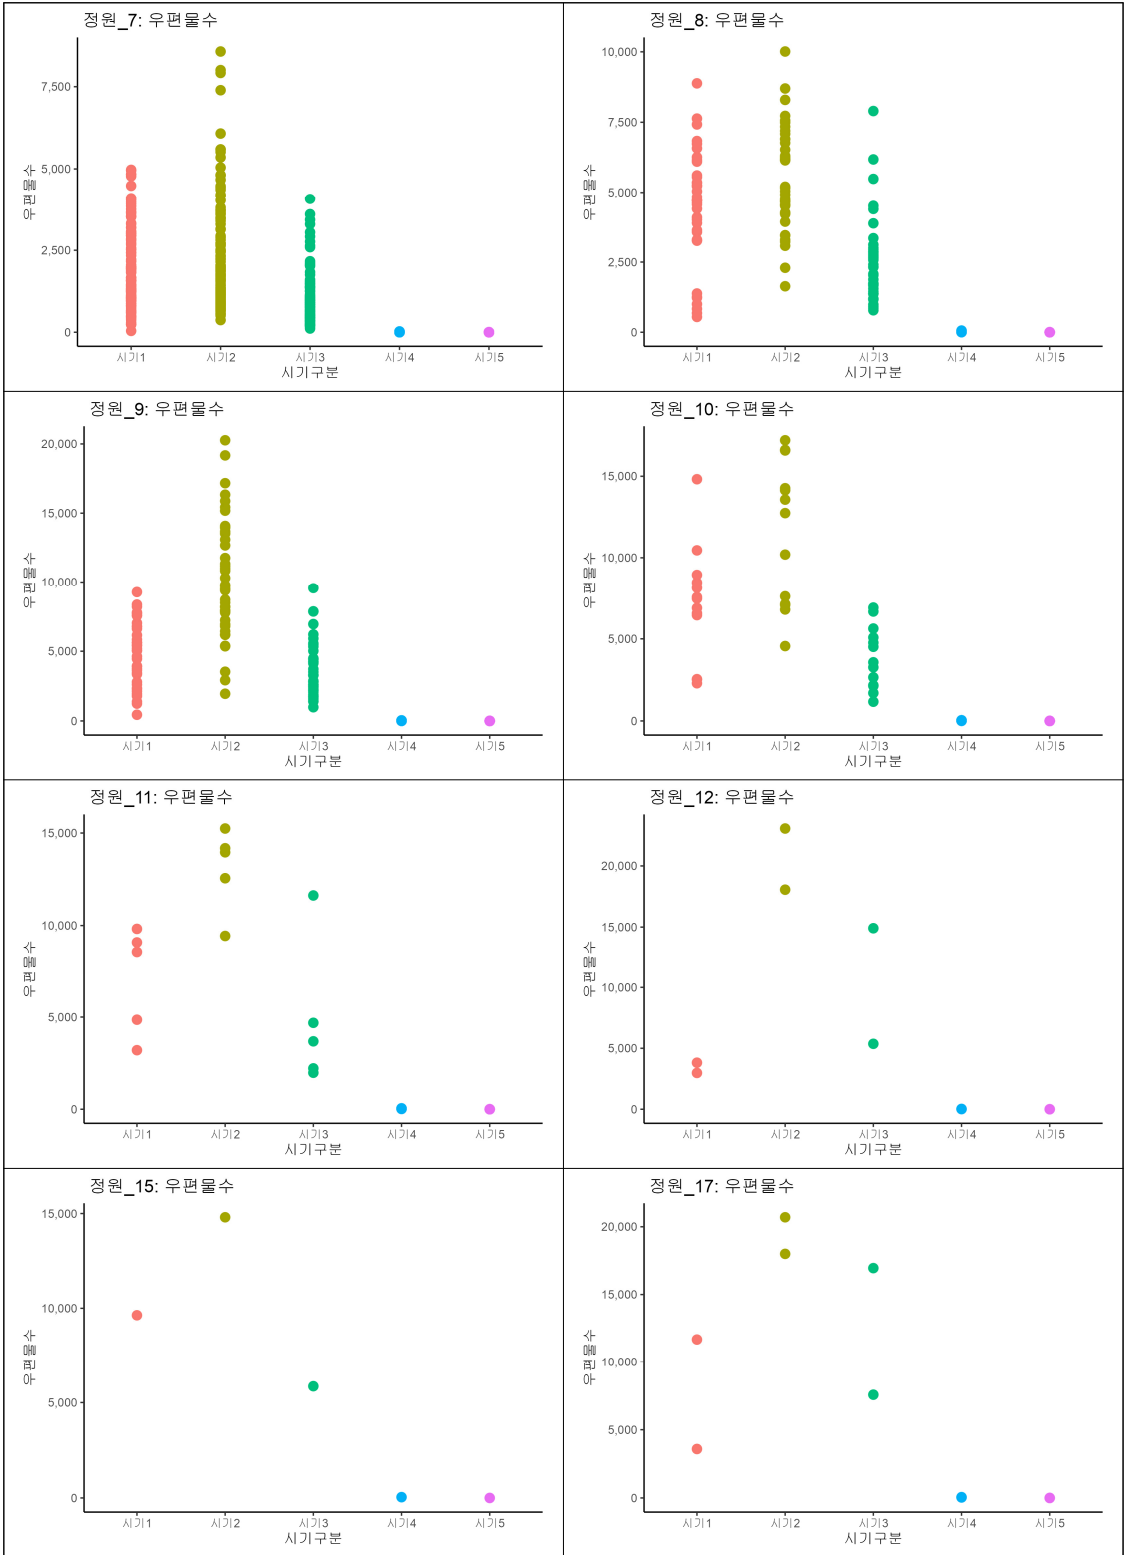 정원_7: 우편물수
7,500
5,000
2,500
0
우편물수
시기1 시기2 시기3 시기4 시기5
시기구분
정원_8: 우편물수
10,000
7,500
5,000
2,500
0
우편물수
시기1 시기2 시기3 시기4 시기5
시기구분
정원_9: 우편물수
20,000
15,000
10,000
5,000
0
우편물수
시기1 시기2 시기3 시기4 시기5
시기구분
정원_10: 우편물수
15,000
10,000
5,000
0
우편물수
시기1 시기2 시기3 시기4 시기5
시기구분
정원_11: 우편물수
15,000
10,000
5,000
0
우편물수
시기1 시기2 시기3 시기4 시기5
시기구분
정원_12: 우편물수
20,000
15,000
10,000
5,000
0
우편물수
시기1 시기2 시기3 시기4 시기5
시기구분
정원_15: 우편물수
15,000
10,000
5,000
0
우편물수
시기1 시기2 시기3 시기4 시기5
시기구분
정원_17: 우편물수
20,000
15,000
10,000
5,000
0
우편물수
시기1 시기2 시기3 시기4 시기5
시기구분